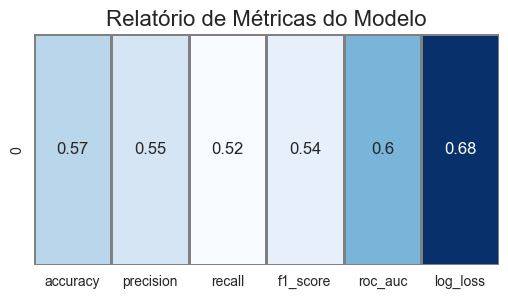 Relatório de Métricas do Modelo
0
0.57 0.55 0.52 0.54 0.6 0.68
accuracy precision recall f1_score roc_auc log_loss